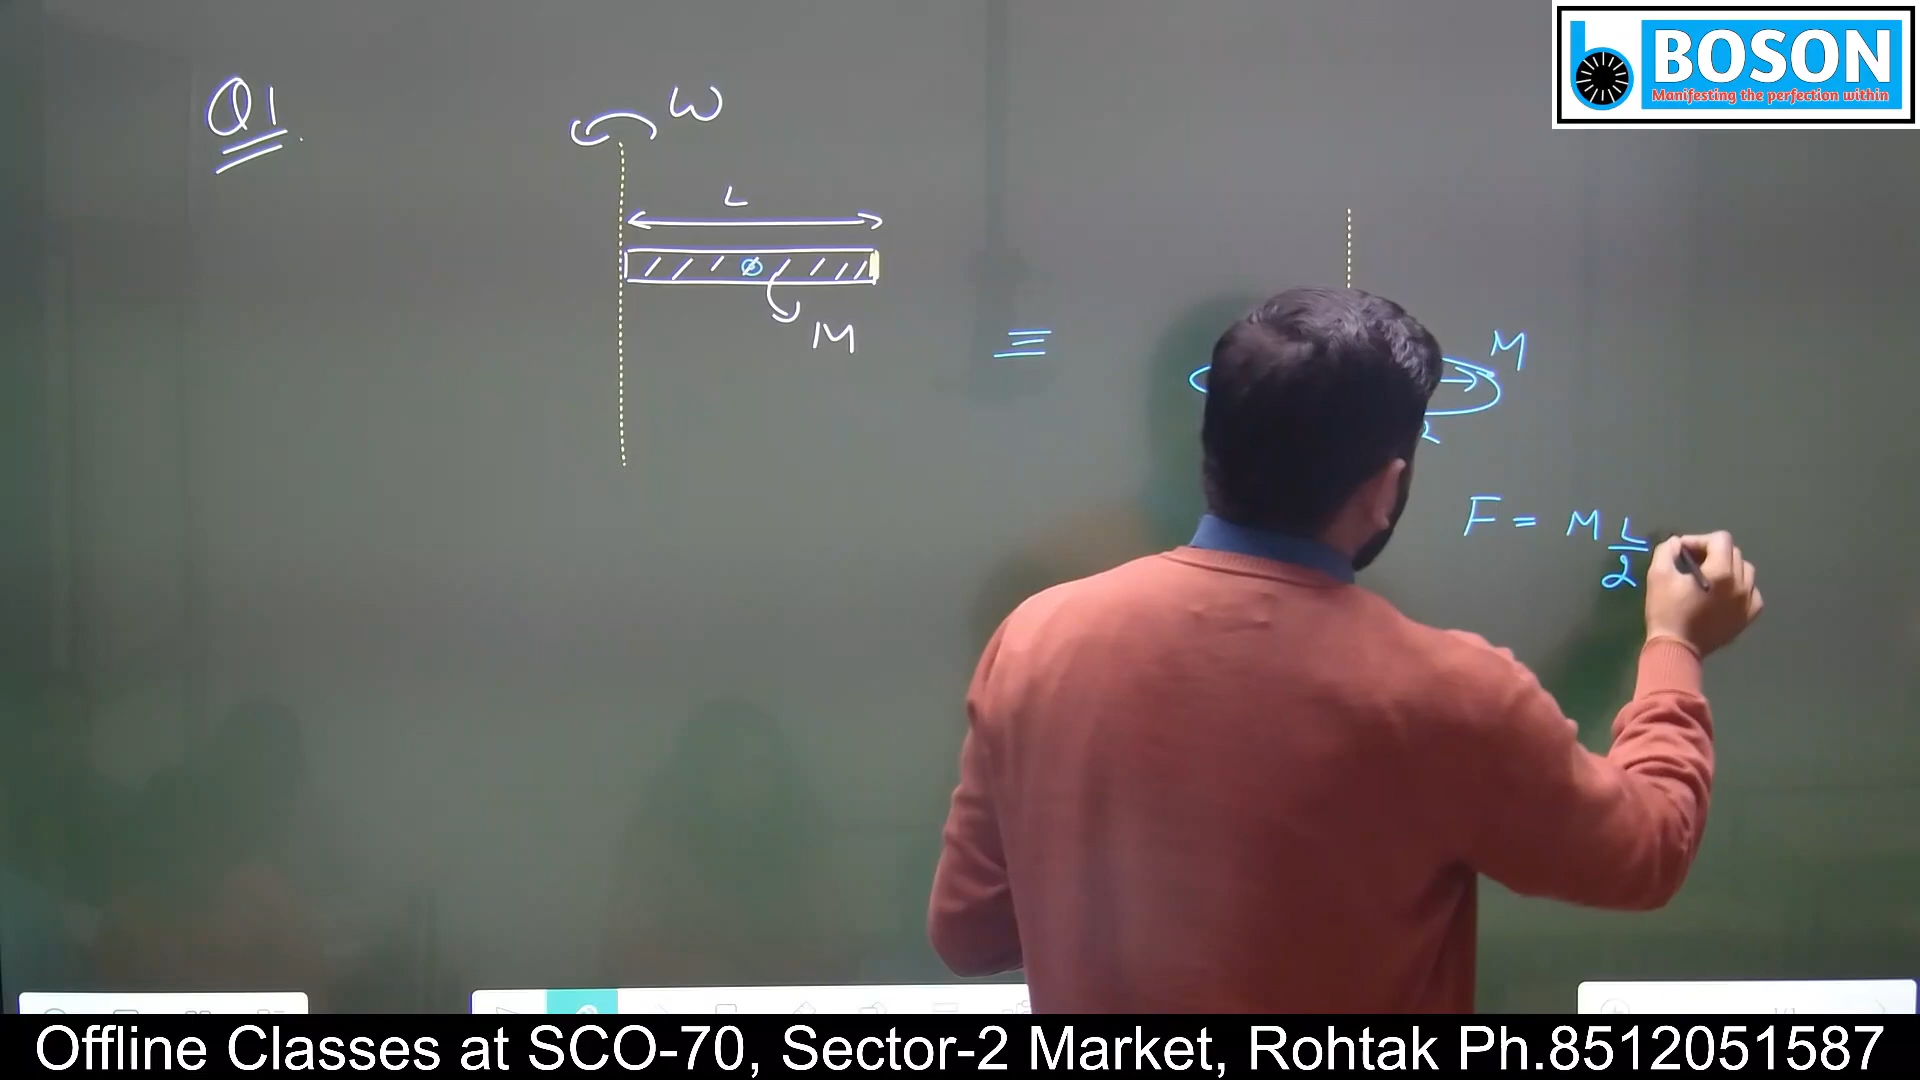 BOSON
Manifesting the perfection within
Q1
ω
L
M
≡
M
F = M L/2
Offline Classes at SCO-70, Sector-2 Market, Rohtak Ph.8512051587